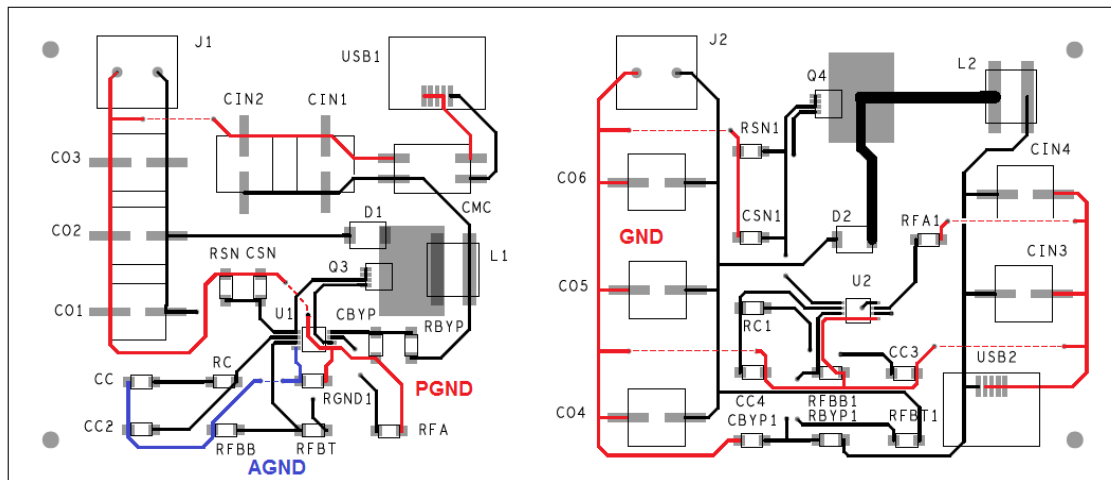 J1
USB1
CIN2
CIN1
CO3
CMC
CO2
D1
RSN
CSN
L1
Q3
CO1
U1
CBYP
RBYP
CC
RC
RGND1
PGND
CC2
RFBB
RFBT
RFA
AGND
J2
Q4
L2
RSN1
CIN4
CO6
CSN1
D2
RFA1
GND
CIN3
CO5
U2
RC1
CC3
USB2
CC4
RFBB1
CO4
CBYP1
RBYP1
RFBT1